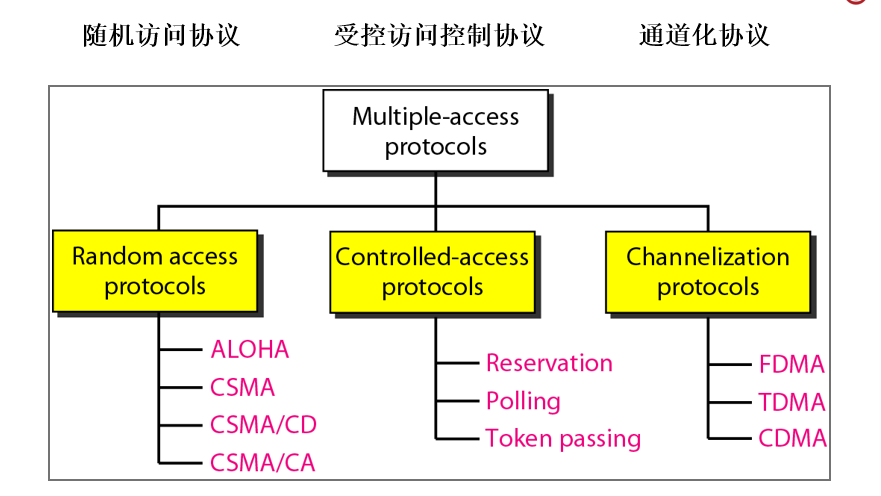 随机访问协议 受控访问控制协议 通道化协议
Multiple-access
protocols
Random access
protocols
Controlled-access
protocols
Channelization
protocols
ALOHA
CSMA
CSMA/CD
CSMA/CA
Reservation
Polling
Token passing
FDMA
TDMA
CDMA